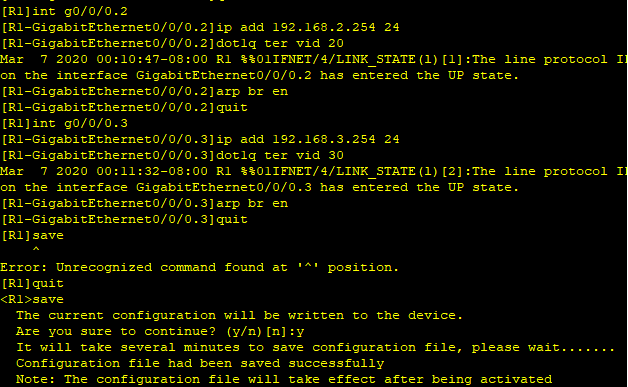 [R1]int g0/0/0.2
[R1-GigabitEthernet0/0/0.2]ip add 192.168.2.254 24
[R1-GigabitEthernet0/0/0.2]dot1q ter vid 20
Mar  7 2020 00:10:47-08:00 R1 %%01IFNET/4/LINK_STATE(l)[1]:The line protocol I
on the interface GigabitEthernet0/0/0.2 has entered the UP state.
[R1-GigabitEthernet0/0/0.2]arp br en
[R1-GigabitEthernet0/0/0.2]quit
[R1]int g0/0/0.3
[R1-GigabitEthernet0/0/0.3]ip add 192.168.3.254 24
[R1-GigabitEthernet0/0/0.3]dot1q ter vid 30
Mar  7 2020 00:11:32-08:00 R1 %%01IFNET/4/LINK_STATE(l)[2]:The line protocol I
on the interface GigabitEthernet0/0/0.3 has entered the UP state.
[R1-GigabitEthernet0/0/0.3]arp br en
[R1-GigabitEthernet0/0/0.3]quit
[R1]save
    ^
Error: Unrecognized command found at '^' position.
[R1]quit
<R1>save
  The current configuration will be written to the device.
  Are you sure to continue? (y/n)[n]:y
  It will take several minutes to save configuration file, please wait.......
  Configuration file had been saved successfully
  Note: The configuration file will take effect after being activated